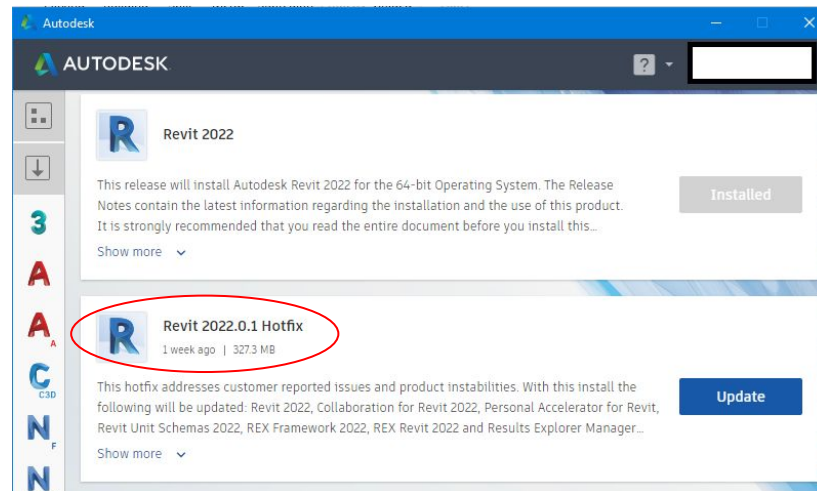 Autodesk
AUTODESK
?
Revit 2022
This release will install Autodesk Revit 2022 for the 64-bit Operating System. The Release
Notes contain the latest information regarding the installation and the use of this product.
It is strongly recommended that you read the entire document before you install this...
Installed
Show more
3
A
A
A
C
C3D
N
F
N
R
Revit 2022.0.1 Hotfix
1 week ago | 327.3 MB
This hotfix addresses customer reported issues and product instabilities. With this install the
following will be updated: Revit 2022, Collaboration for Revit 2022, Personal Accelerator for Revit,
Revit Unit Schemas 2022, REX Framework 2022, REX Revit 2022 and Results Explorer Manager...
Update
Show more